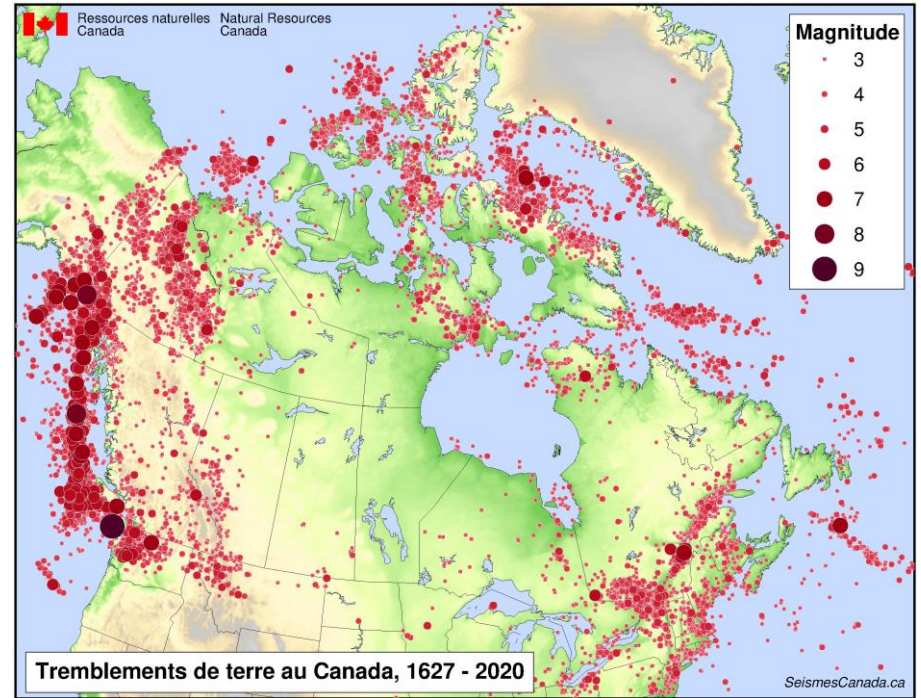 Ressources naturelles Natural Resources
Canada Canada
Magnitude
3
4
5
6
7
8
9
Tremblements de terre au Canada, 1627 - 2020
SeismesCanada.ca